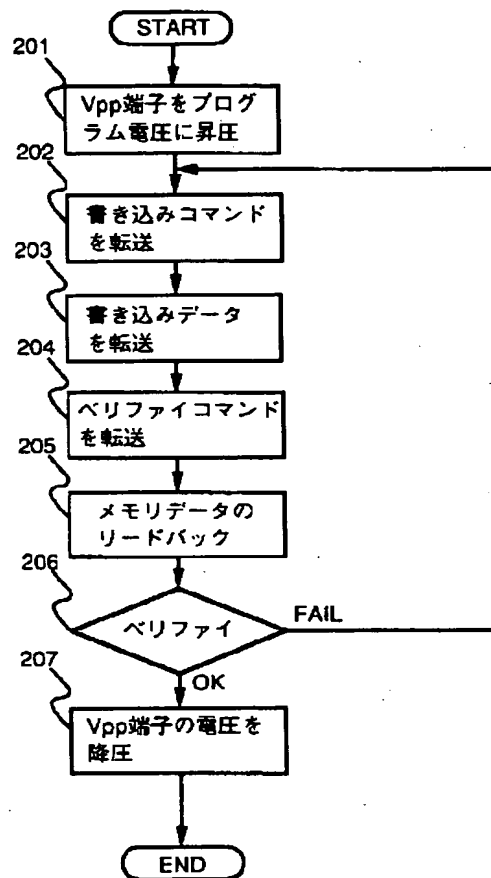 START
201
Vpp端子をプログ
ラム電圧に昇圧
202
書き込みコマンド
を転送
203
書き込みデータ
を転送
204
ベリファイコマンド
を転送
205
メモリデータの
リードバック
206
ベリファイ
FAIL
OK
207
Vpp端子の電圧を
降圧
END